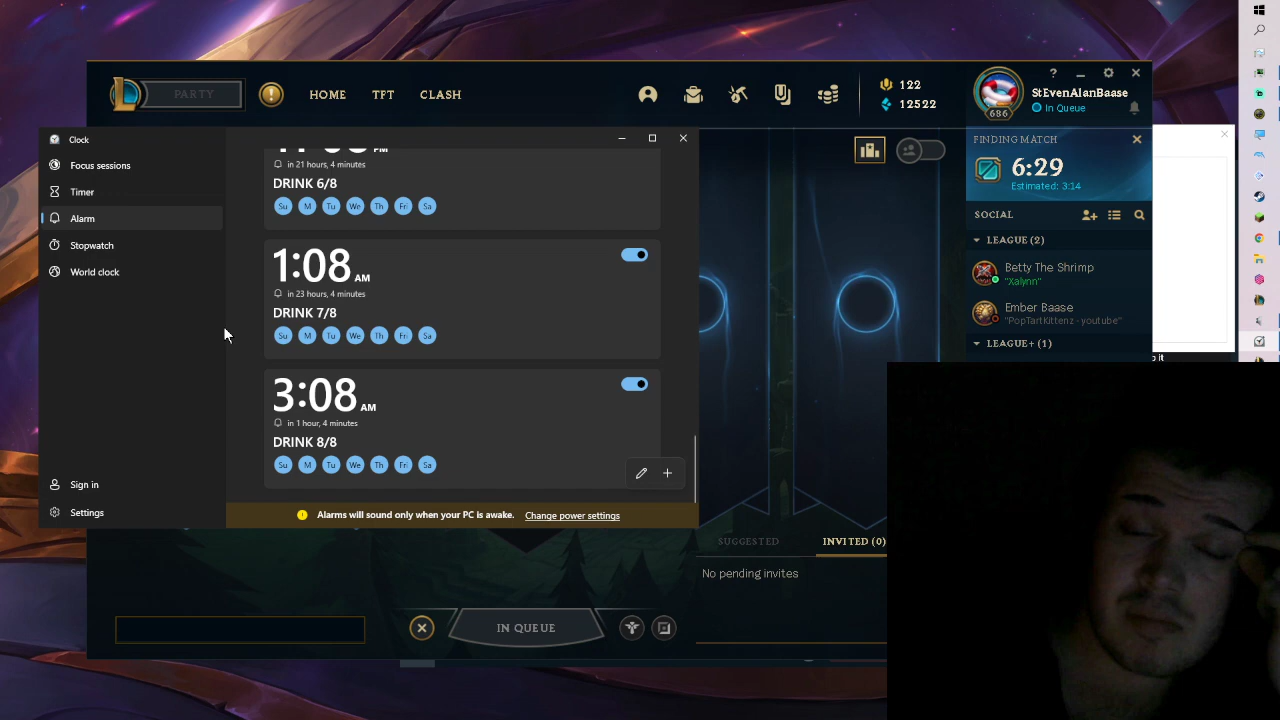 PARTY
HOME
TFT
CLASH
122
12522
686
StEvenAlanBaase
In Queue
FINDING MATCH
6:29
Estimated: 3:14
SOCIAL
LEAGUE (2)
Betty The Shrimp
"Xalynn"
Ember Baase
"PopTartKittenz - youtube"
LEAGUE+ (1)
Clock
Focus sessions
Timer
Alarm
Stopwatch
World clock
Sign in
Settings
PM
in 21 hours, 4 minutes
DRINK 6/8
Su M Tu We Th Fri Sa
1:08 AM
in 23 hours, 4 minutes
DRINK 7/8
Su M Tu We Th Fri Sa
3:08 AM
in 1 hour, 4 minutes
DRINK 8/8
Su M Tu We Th Fri Sa
Alarms will sound only when your PC is awake. Change power settings
SUGGESTED
INVITED (0)
No pending invites
IN QUEUE
it